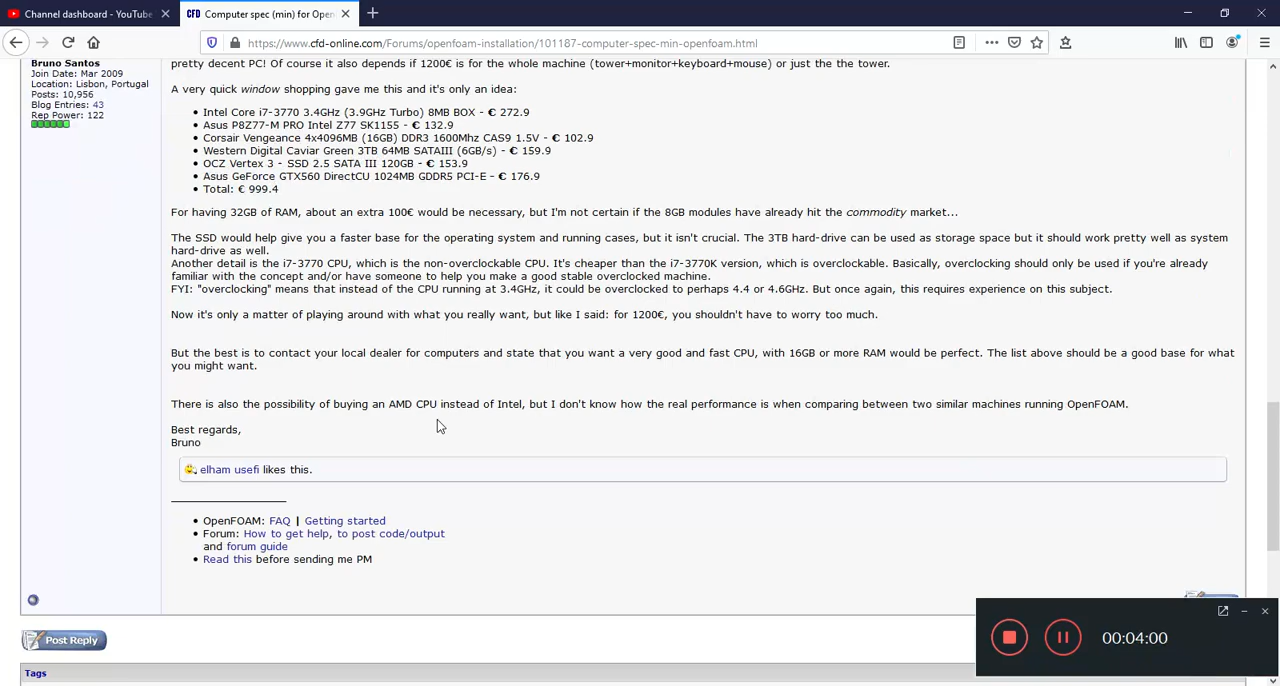 Channel dashboard - YouTube
CFD Computer spec (min) for Open
https://www.cfd-online.com/Forums/openfoam-installation/101187-computer-spec-min-openfoam.html
Bruno Santos
Join Date: Mar 2009
Location: Lisbon, Portugal
Posts: 10,956
Blog Entries: 43
Rep Power: 122
pretty decent PC! Of course it also depends if 1200€ is for the whole machine (tower+monitor+keyboard+mouse) or just the the tower.
A very quick window shopping gave me this and it's only an idea:
• Intel Core i7-3770 3.4GHz (3.9GHz Turbo) 8MB BOX - € 272.9
• Asus P8Z77-M PRO Intel Z77 SK1155 - € 132.9
• Corsair Vengeance 4x4096MB (16GB) DDR3 1600Mhz CAS9 1.5V - € 102.9
• Western Digital Caviar Green 3TB 64MB SATAIII (6GB/s) - € 159.9
• OCZ Vertex 3 - SSD 2.5 SATA III 120GB - € 153.9
• Asus GeForce GTX560 DirectCU 1024MB GDDR5 PCI-E - € 176.9
• Total: € 999.4
For having 32GB of RAM, about an extra 100€ would be necessary, but I'm not certain if the 8GB modules have already hit the commodity market...
The SSD would help give you a faster base for the operating system and running cases, but it isn't crucial. The 3TB hard-drive can be used as storage space but it should work pretty well as system
hard-drive as well.
Another detail is the i7-3770 CPU, which is the non-overclockable CPU. It's cheaper than the i7-3770K version, which is overclockable. Basically, overclocking should only be used if you're already
familiar with the concept and/or have someone to help you make a good stable overclocked machine.
FYI: "overclocking" means that instead of the CPU running at 3.4GHz, it could be overclocked to perhaps 4.4 or 4.6GHz. But once again, this requires experience on this subject.
Now it's only a matter of playing around with what you really want, but like I said: for 1200€, you shouldn't have to worry too much.
But the best is to contact your local dealer for computers and state that you want a very good and fast CPU, with 16GB or more RAM would be perfect. The list above should be a good base for what
you might want.
There is also the possibility of buying an AMD CPU instead of Intel, but I don't know how the real performance is when comparing between two similar machines running OpenFOAM.
Best regards,
Bruno
elham usefi likes this.
• OpenFOAM: FAQ | Getting started
• Forum: How to get help, to post code/output
and forum guide
• Read this before sending me PM
00:04:00
Post Reply
Tags